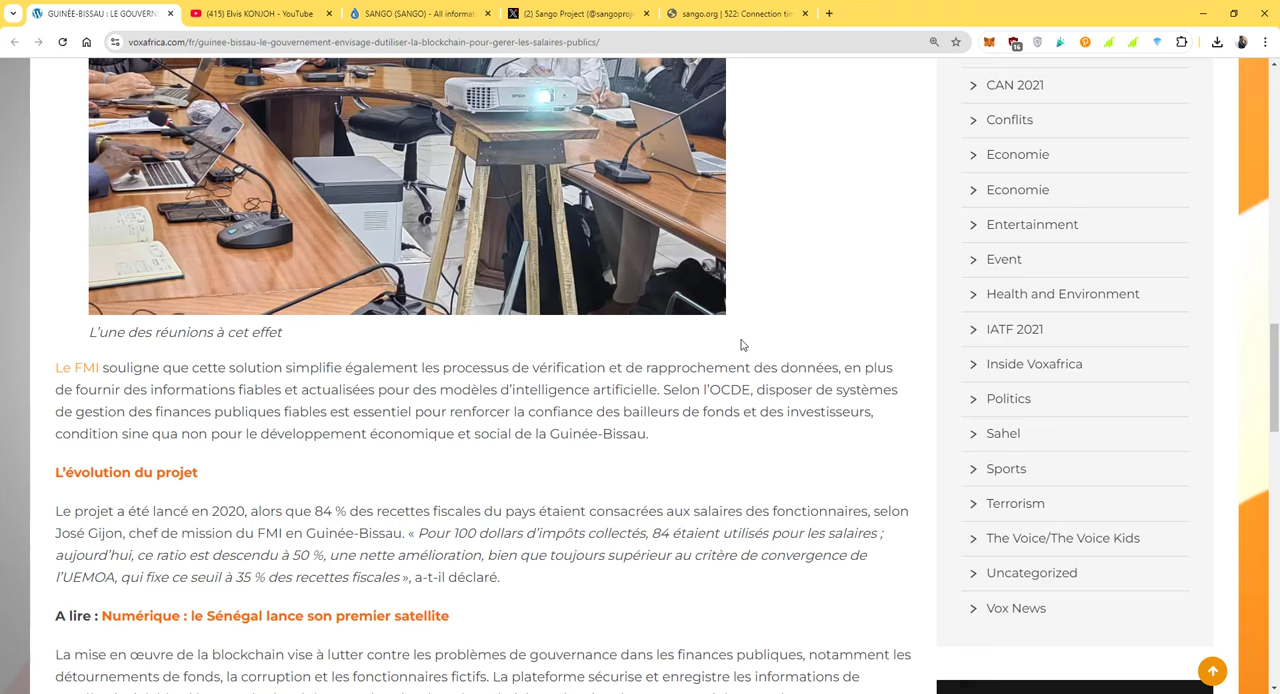 GUINÉE-BISSAU : LE GOUVERN
(415) Elvis KONJOH - YouTube
SANGO (SANGO) - All informat
(2) Sango Project (@sangoproje
sango.org | 522: Connection tim
voxafrica.com/fr/guinee-bissau-le-gouvernement-envisage-dutiliser-la-blockchain-pour-gerer-les-salaires-publics/
16
EPSON
L'une des réunions à cet effet
Le FMI souligne que cette solution simplifie également les processus de vérification et de rapprochement des données, en plus
de fournir des informations fiables et actualisées pour des modèles d'intelligence artificielle. Selon l'OCDE, disposer de systèmes
de gestion des finances publiques fiables est essentiel pour renforcer la confiance des bailleurs de fonds et des investisseurs,
condition sine qua non pour le développement économique et social de la Guinée-Bissau.
L'évolution du projet
Le projet a été lancé en 2020, alors que 84 % des recettes fiscales du pays étaient consacrées aux salaires des fonctionnaires, selon
José Gijon, chef de mission du FMI en Guinée-Bissau. « Pour 100 dollars d'impôts collectés, 84 étaient utilisés pour les salaires ;
aujourd'hui, ce ratio est descendu à 50 %, une nette amélioration, bien que toujours supérieur au critère de convergence de
l'UEMOA, qui fixe ce seuil à 35 % des recettes fiscales », a-t-il déclaré.
A lire : Numérique : le Sénégal lance son premier satellite
La mise en œuvre de la blockchain vise à lutter contre les problèmes de gouvernance dans les finances publiques, notamment les
détournements de fonds, la corruption et les fonctionnaires fictifs. La plateforme sécurise et enregistre les informations de
CAN 2021
Conflits
Economie
Economie
Entertainment
Event
Health and Environment
IATF 2021
Inside Voxafrica
Politics
Sahel
Sports
Terrorism
The Voice/The Voice Kids
Uncategorized
Vox News